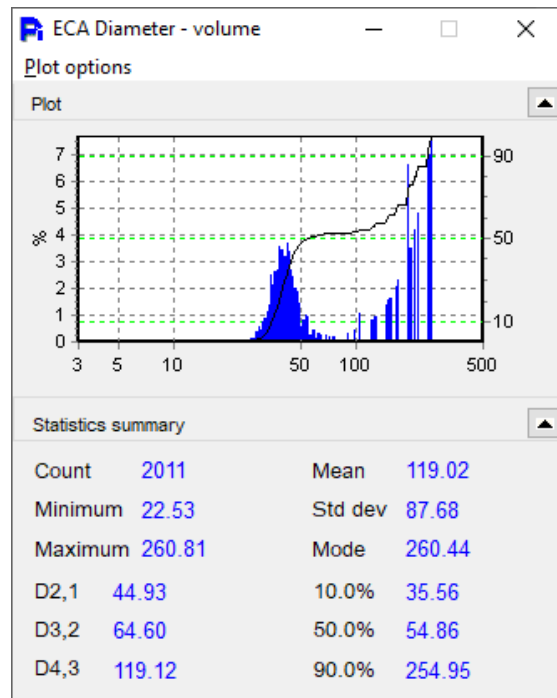 ECA Diameter - volume
Plot options
Plot
7
6
5
4
3
2
1
0
%
90
50
10
3 5 10 50 100 500
Statistics summary
Count 2011 Mean 119.02
Minimum 22.53 Std dev 87.68
Maximum 260.81 Mode 260.44
D2,1 44.93 10.0% 35.56
D3,2 64.60 50.0% 54.86
D4,3 119.12 90.0% 254.95